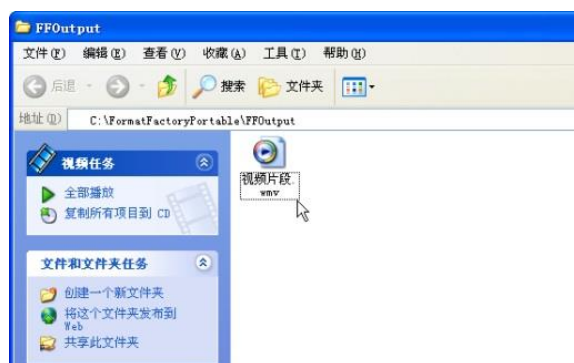 FFOutput
文件(F) 编辑(E) 查看(V) 收藏(A) 工具(T) 帮助(H)
后退 搜索 文件夹
地址(D) C:\FormatFactoryPortable\FFOutput
视频任务
全部播放
复制所有项目到 CD
视频片段.
wmv
文件和文件夹任务
创建一个新文件夹
将这个文件夹发布到
Web
共享此文件夹